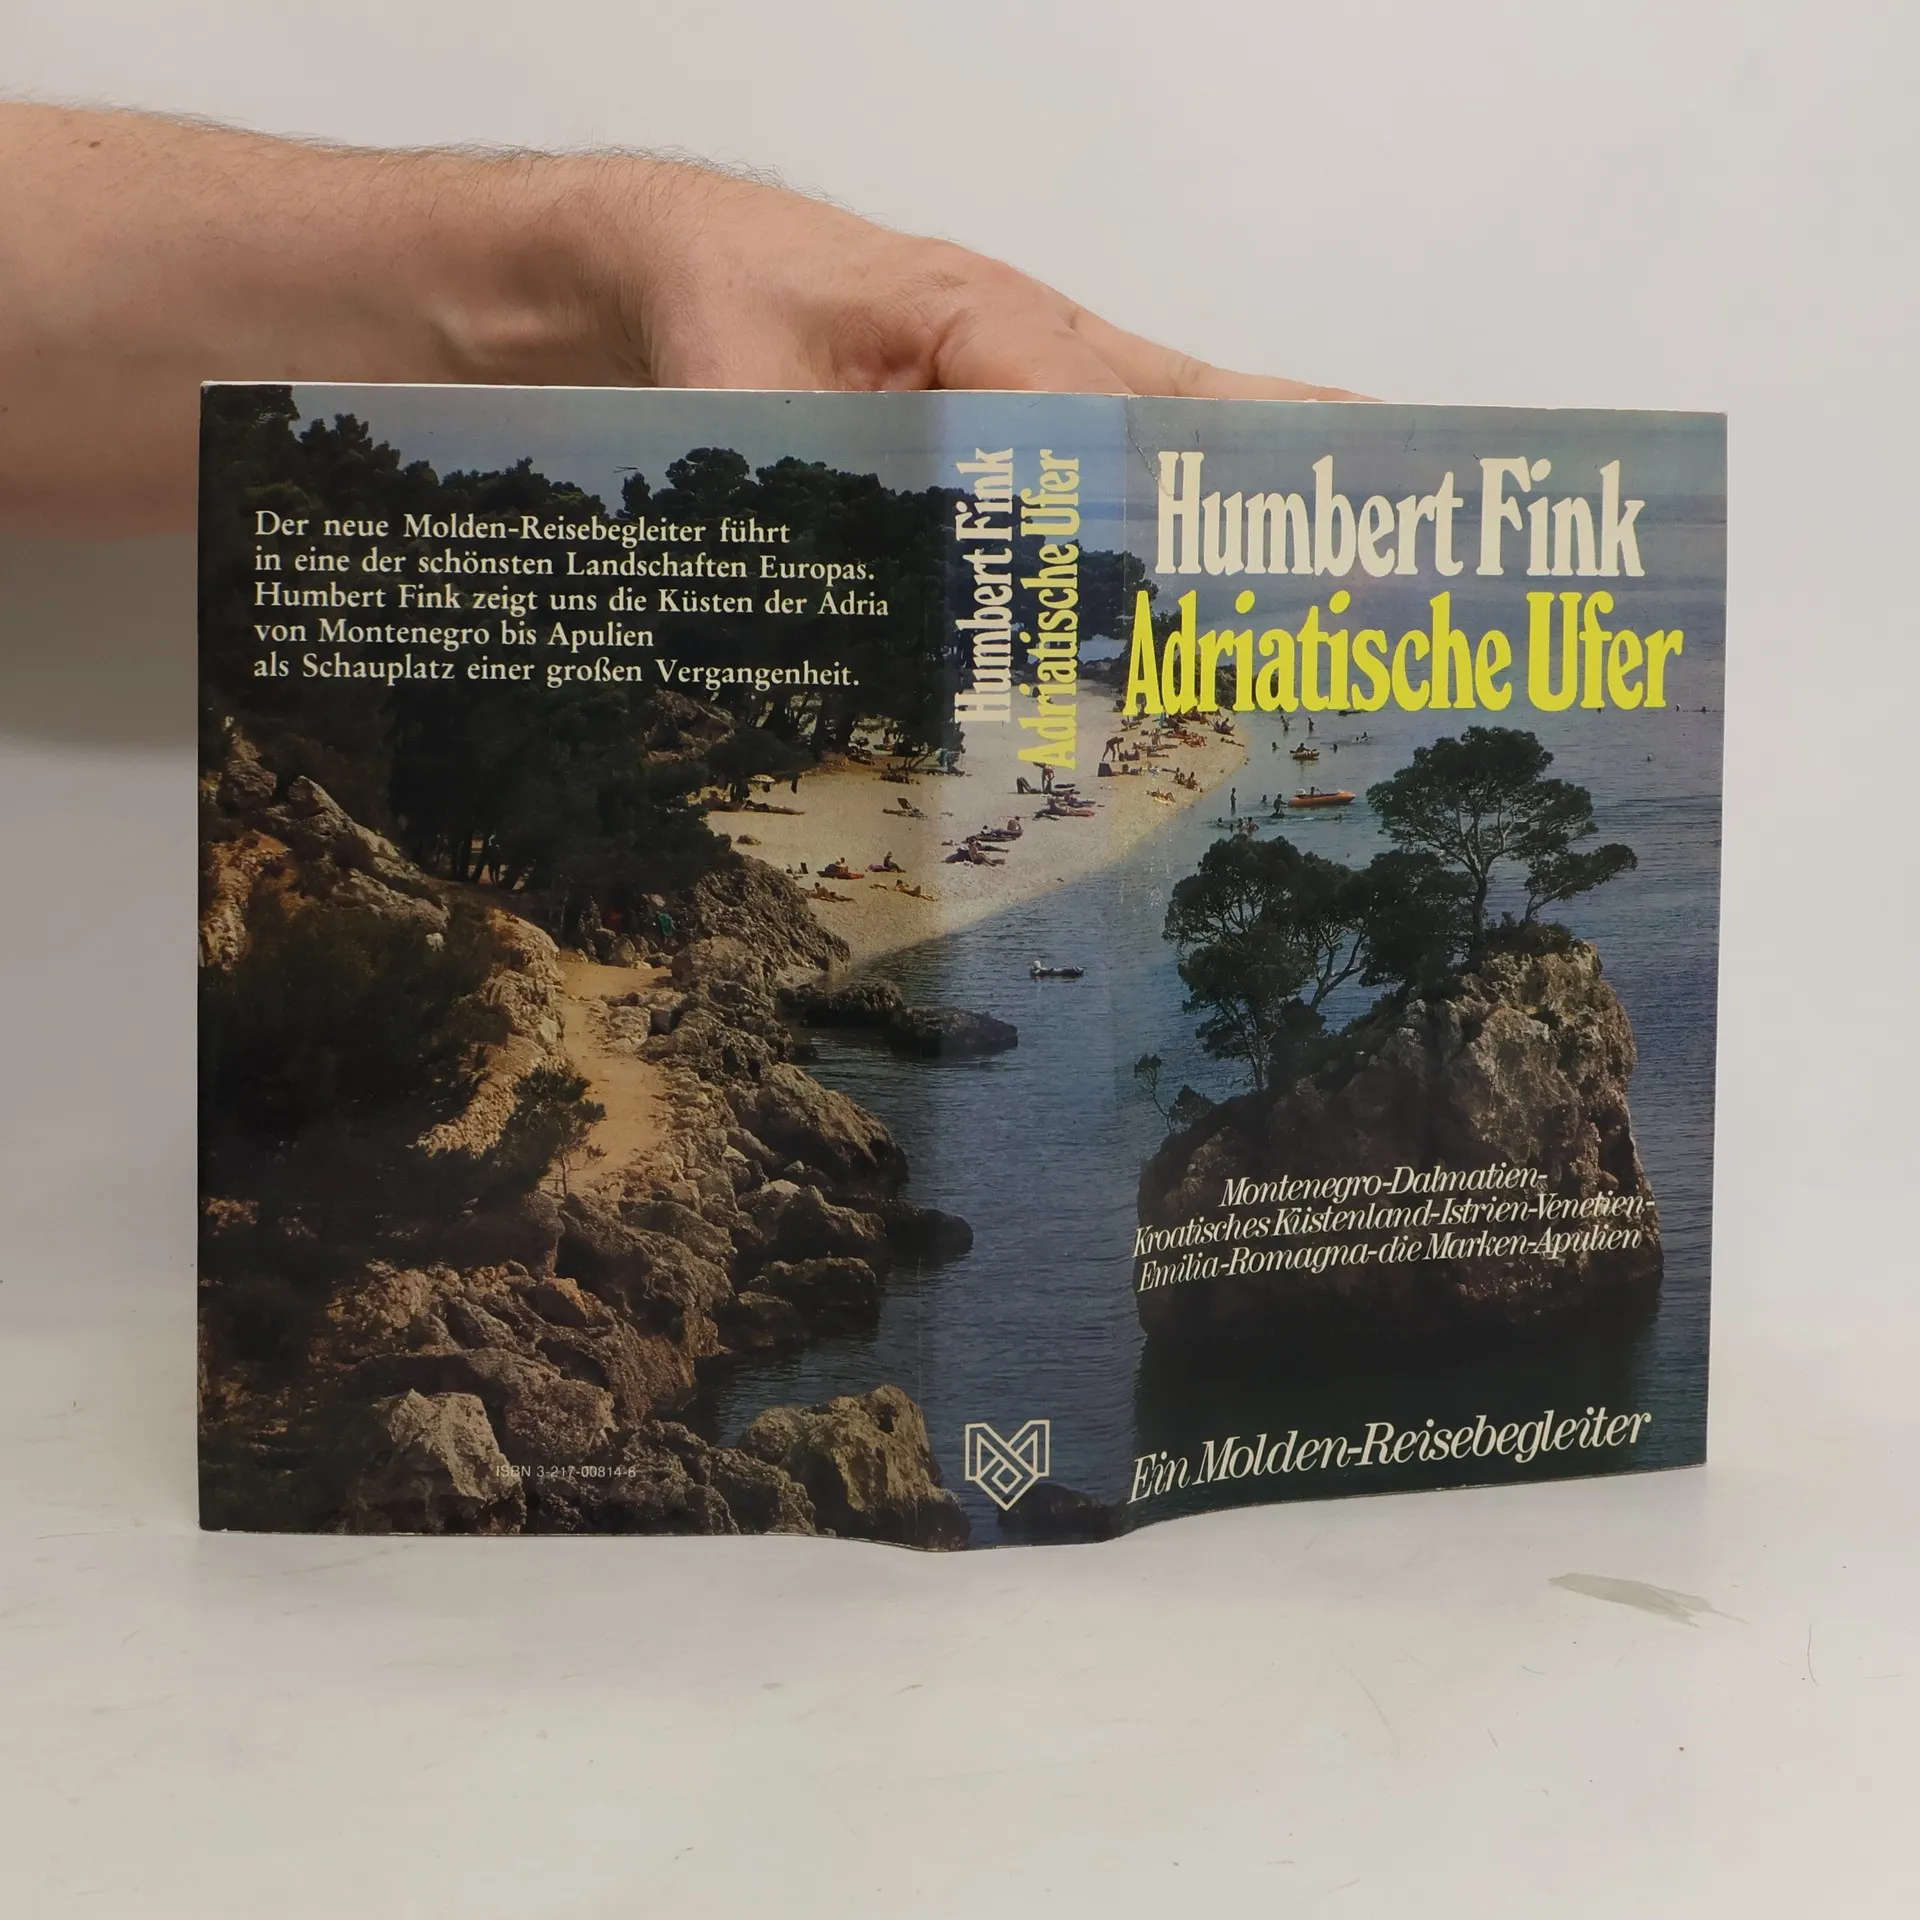 Der neue Molden-Reisebegleiter führt
in eine der schönsten Landschaften Europas.
Humbert Fink zeigt uns die Küsten der Adria
von Montenegro bis Apulien
als Schauplatz einer großen Vergangenheit.
ISBN 3-217-00814-6
Humbert Fink
Adriatische Ufer
Humbert Fink
Adriatische Ufer
Montenegro-Dalmatien-
Kroatisches Küstenland-Istrien-Venetien-
Emilia-Romagna-die Marken-Apulien
Ein Molden-Reisebegleiter